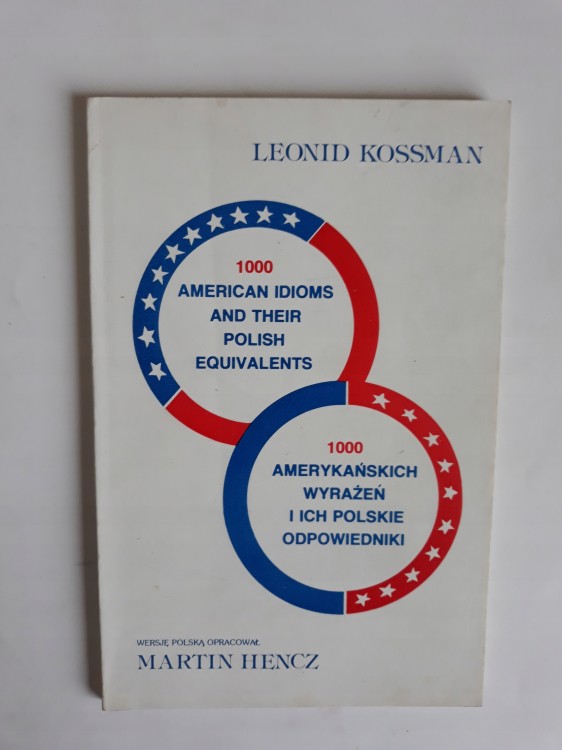 LEONID KOSSMAN
1000
AMERICAN IDIOMS
AND THEIR
POLISH
EQUIVALENTS
1000
AMERYKAŃSKICH
WYRAŻEŃ
I ICH POLSKIE
ODPOWIEDNIKI
WERSJĘ POLSKĄ OPRACOWAŁ
MARTIN HENCZ